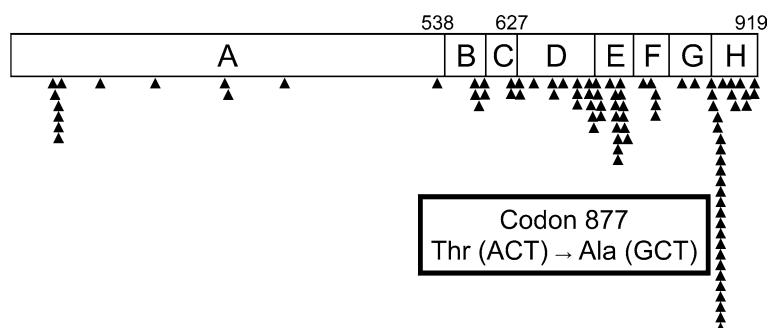 538 627 919
A B C D E F G H
Codon 877
Thr (ACT) → Ala (GCT)